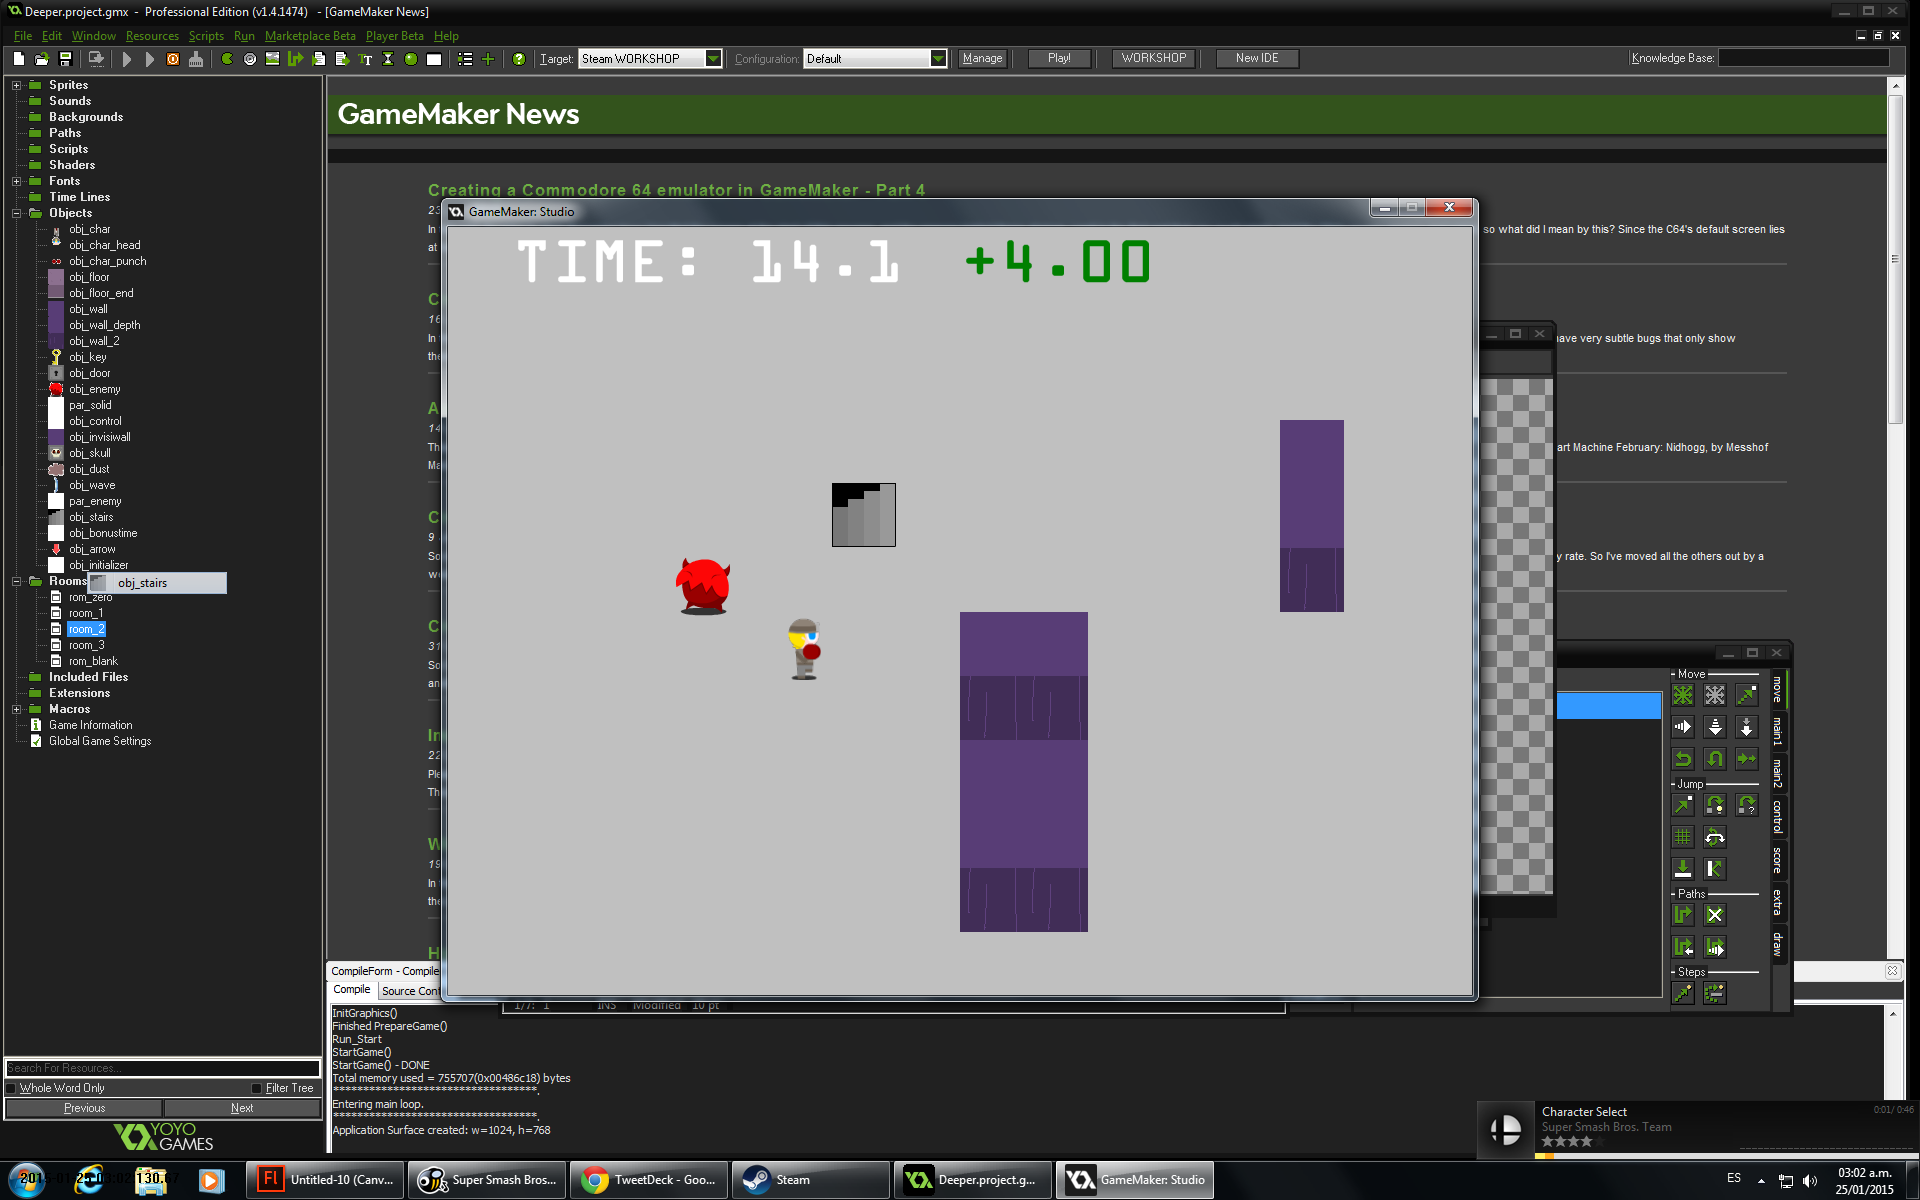 Deeper.project.gmx - Professional Edition (v1.4.1474) - [GameMaker News]
File Edit Window Resources Scripts Run Marketplace Beta Player Beta Help
Target: Steam WORKSHOP Configuration: Default Manage Play! WORKSHOP New IDE Knowledge Base:
Sprites
Sounds
Backgrounds
Paths
Scripts
Shaders
Fonts
Time Lines
Objects
obj_char
obj_char_head
obj_char_punch
obj_floor
obj_floor_end
obj_wall
obj_wall_depth
obj_wall_2
obj_key
obj_door
obj_enemy
par_solid
obj_control
obj_invisiwall
obj_skull
obj_dust
obj_wave
par_enemy
obj_stairs
obj_bonustime
obj_arrow
obj_initializer
Rooms
obj_stairs
rom_zero
room_1
room_2
room_3
rom_blank
Included Files
Extensions
Macros
Game Information
Global Game Settings
Search For Resources...
Whole Word Only Filter Tree
Previous Next
YOYO
GAMES
GameMaker News
Creating a Commodore 64 emulator in GameMaker - Part 4
so what did I mean by this? Since the C64's default screen lies
have very subtle bugs that only show
art Machine February: Nidhogg, by Messhof
y rate. So I've moved all the others out by a
GameMaker: Studio
TIME: 14.1 +4.00
Move
Jump
Paths
Steps
move
main1
main2
control
score
extra
draw
1/7: 1 INS Modified 10 pt
CompileForm - Compile
Compile Source Cont
InitGraphics()
Finished PrepareGame()
Run_Start
StartGame()
StartGame() - DONE
Total memory used = 755707(0x00486c18) bytes
**********************************.
Entering main loop.
**********************************.
Application Surface created: w=1024, h=768
Character Select 0:01/ 0:46
Super Smash Bros. Team
Untitled-10 (Canv...
Super Smash Bros...
TweetDeck - Goo...
Steam
Deeper.project.g...
GameMaker: Studio
ES
03:02 a.m.
25/01/2015